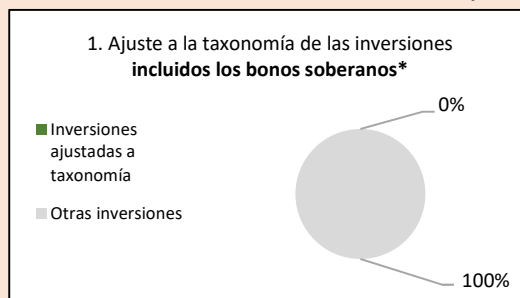 1. Ajuste a la taxonomía de las inversiones
incluidos los bonos soberanos*
0%
Inversiones
ajustadas a
taxonomía
Otras inversiones
100%